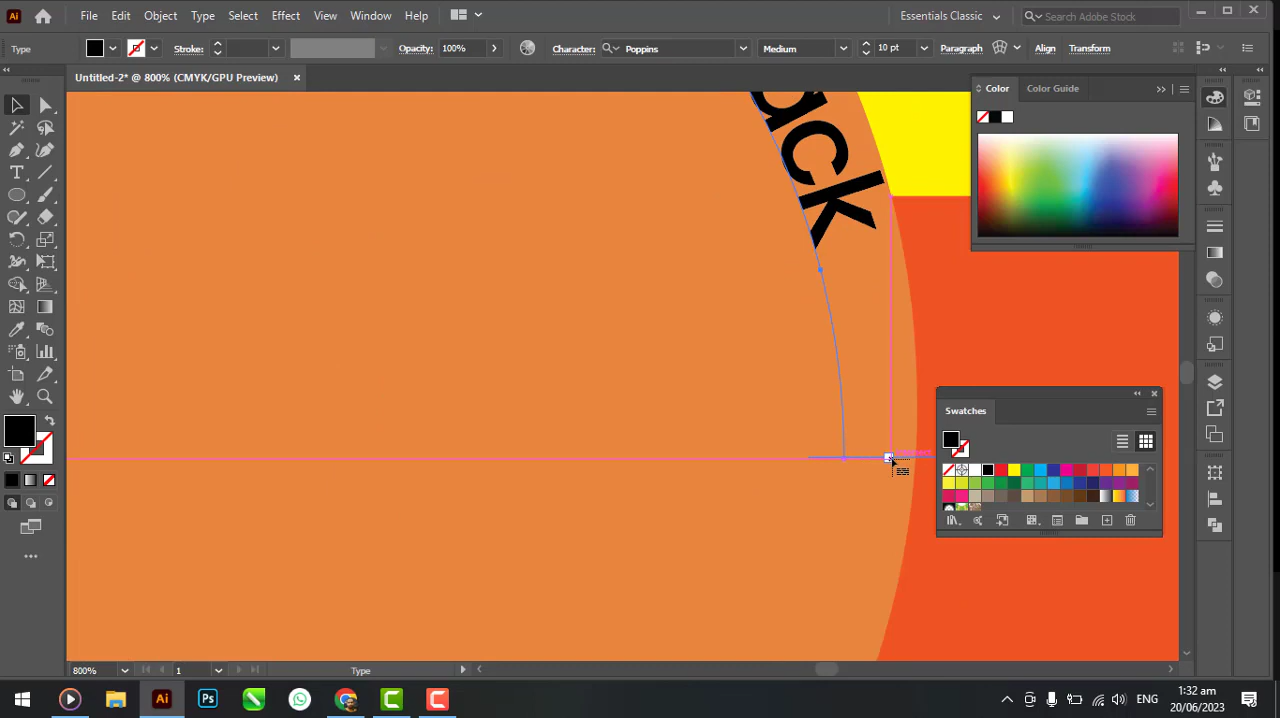 File Edit Object Type Select Effect View Window Help
Essentials Classic
Search Adobe Stock
Type
Stroke:
Opacity: 100%
Character: Poppins
Medium
10 pt
Paragraph
Align
Transform
Untitled-2* @ 800% (CMYK/GPU Preview)
Color
Color Guide
ack
Swatches
800%
1
Type
ENG
1:32 am
20/06/2023